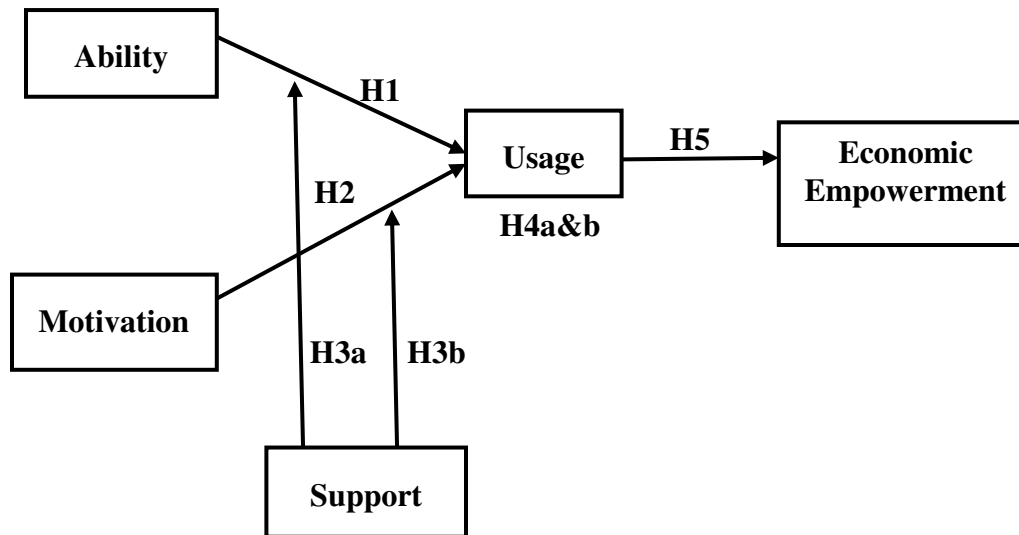 Ability
H1
Usage
H5
Economic
Empowerment
H2
H4a&b
Motivation
H3a
H3b
Support